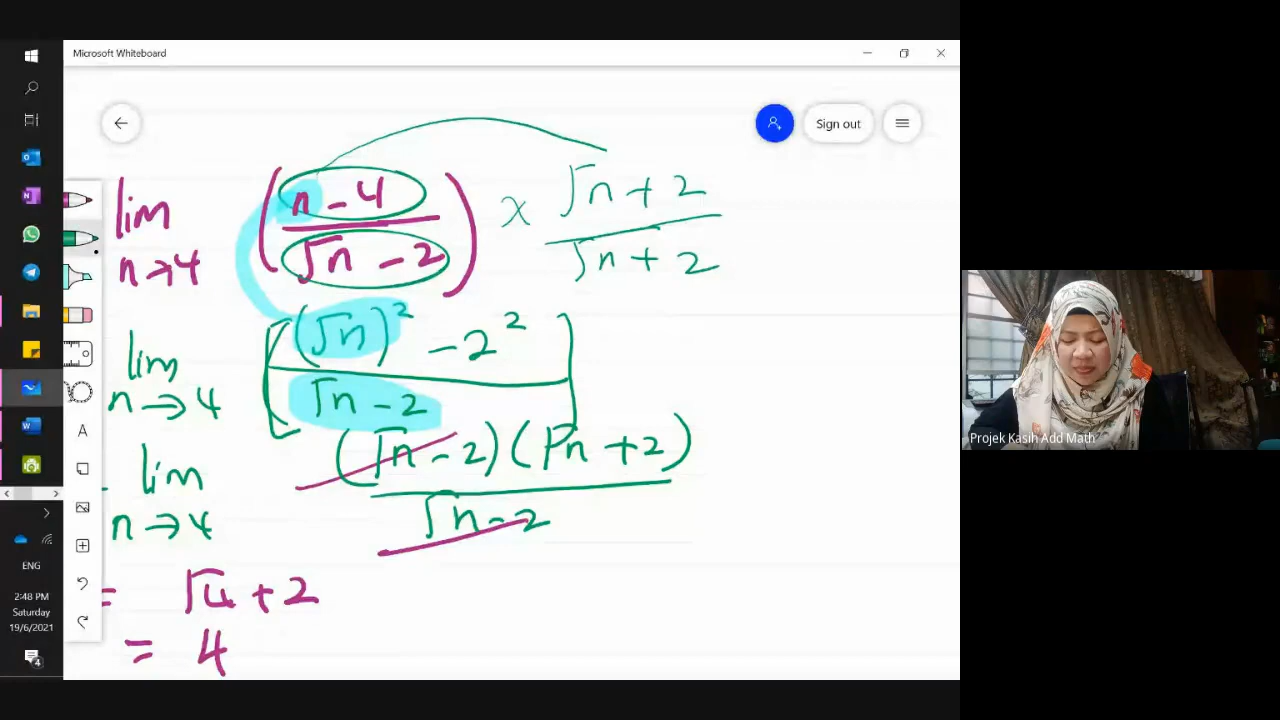 Microsoft Whiteboard
Sign out
lim n→4 ( n - 4 / √n - 2 ) × √n + 2 / √n + 2
lim n→4 [ (√n)² - 2² / √n - 2 ]
lim n→4 (√n - 2)(√n + 2) / √n - 2
= √4 + 2
= 4
A
ENG
2:48 PM
Saturday
19/6/2021
4
Projek Kasih Add Math